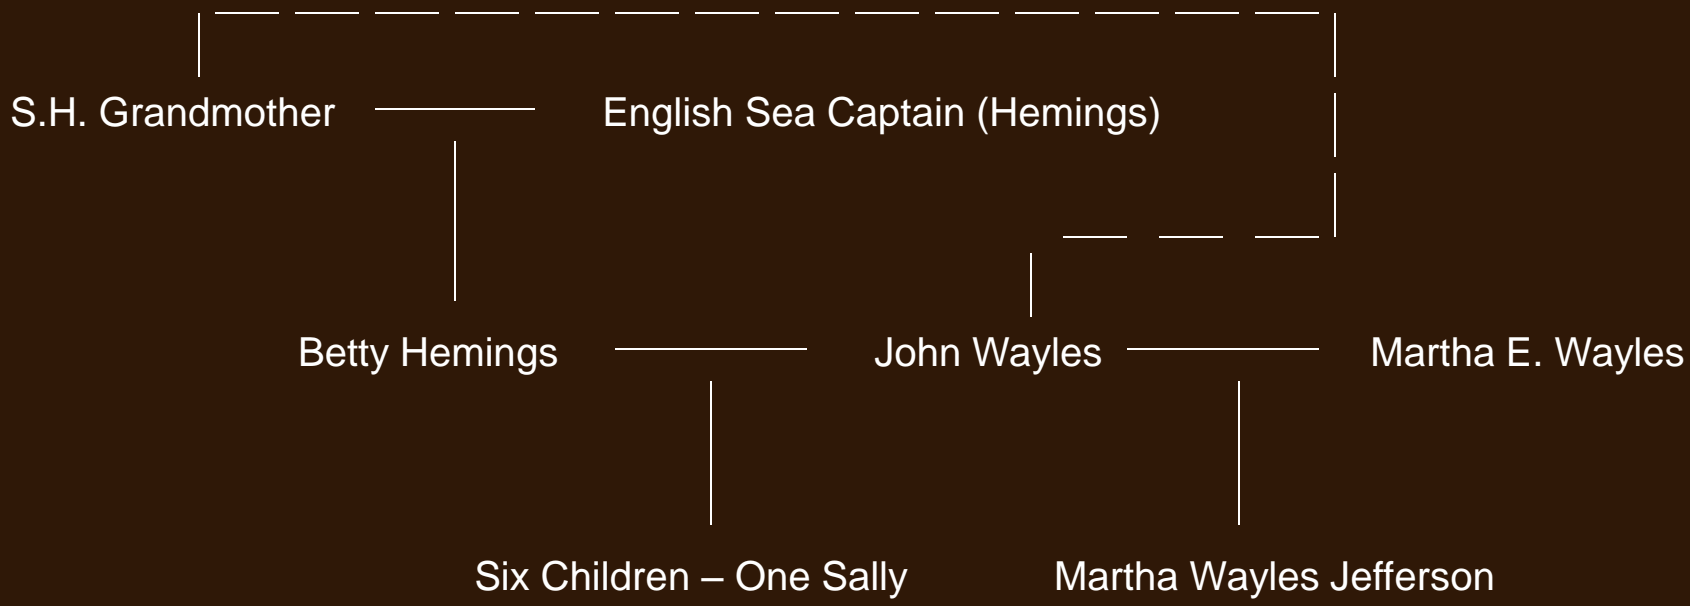 S.H. Grandmother
English Sea Captain (Hemings)
Betty Hemings
John Wayles
Martha E. Wayles
Six Children – One Sally
Martha Wayles Jefferson